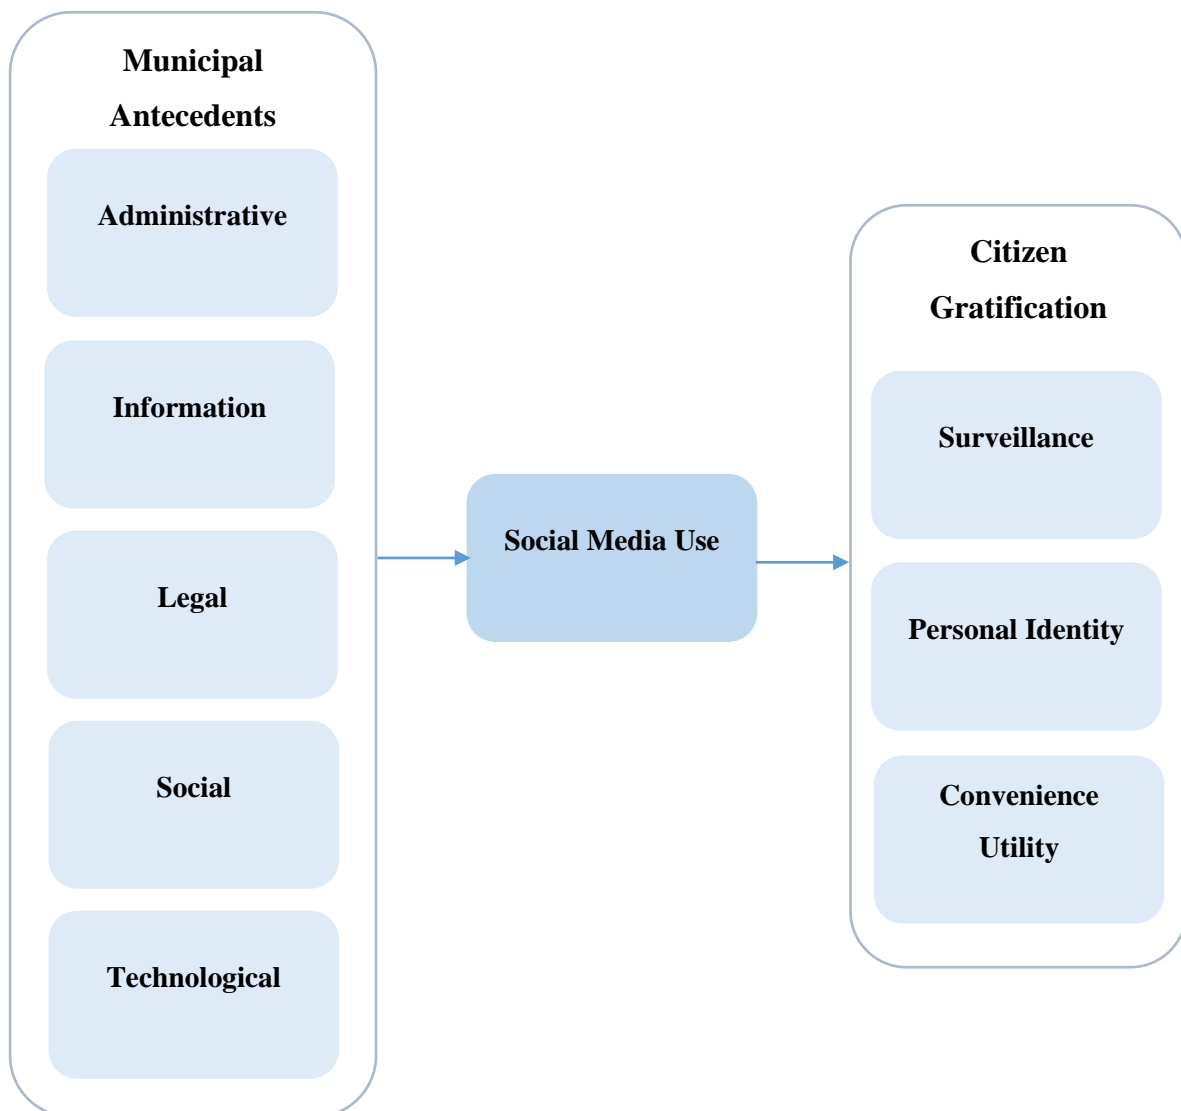 Municipal
Antecedents
Administrative
Information
Legal
Social
Technological
Social Media Use
Citizen
Gratification
Surveillance
Personal Identity
Convenience
Utility